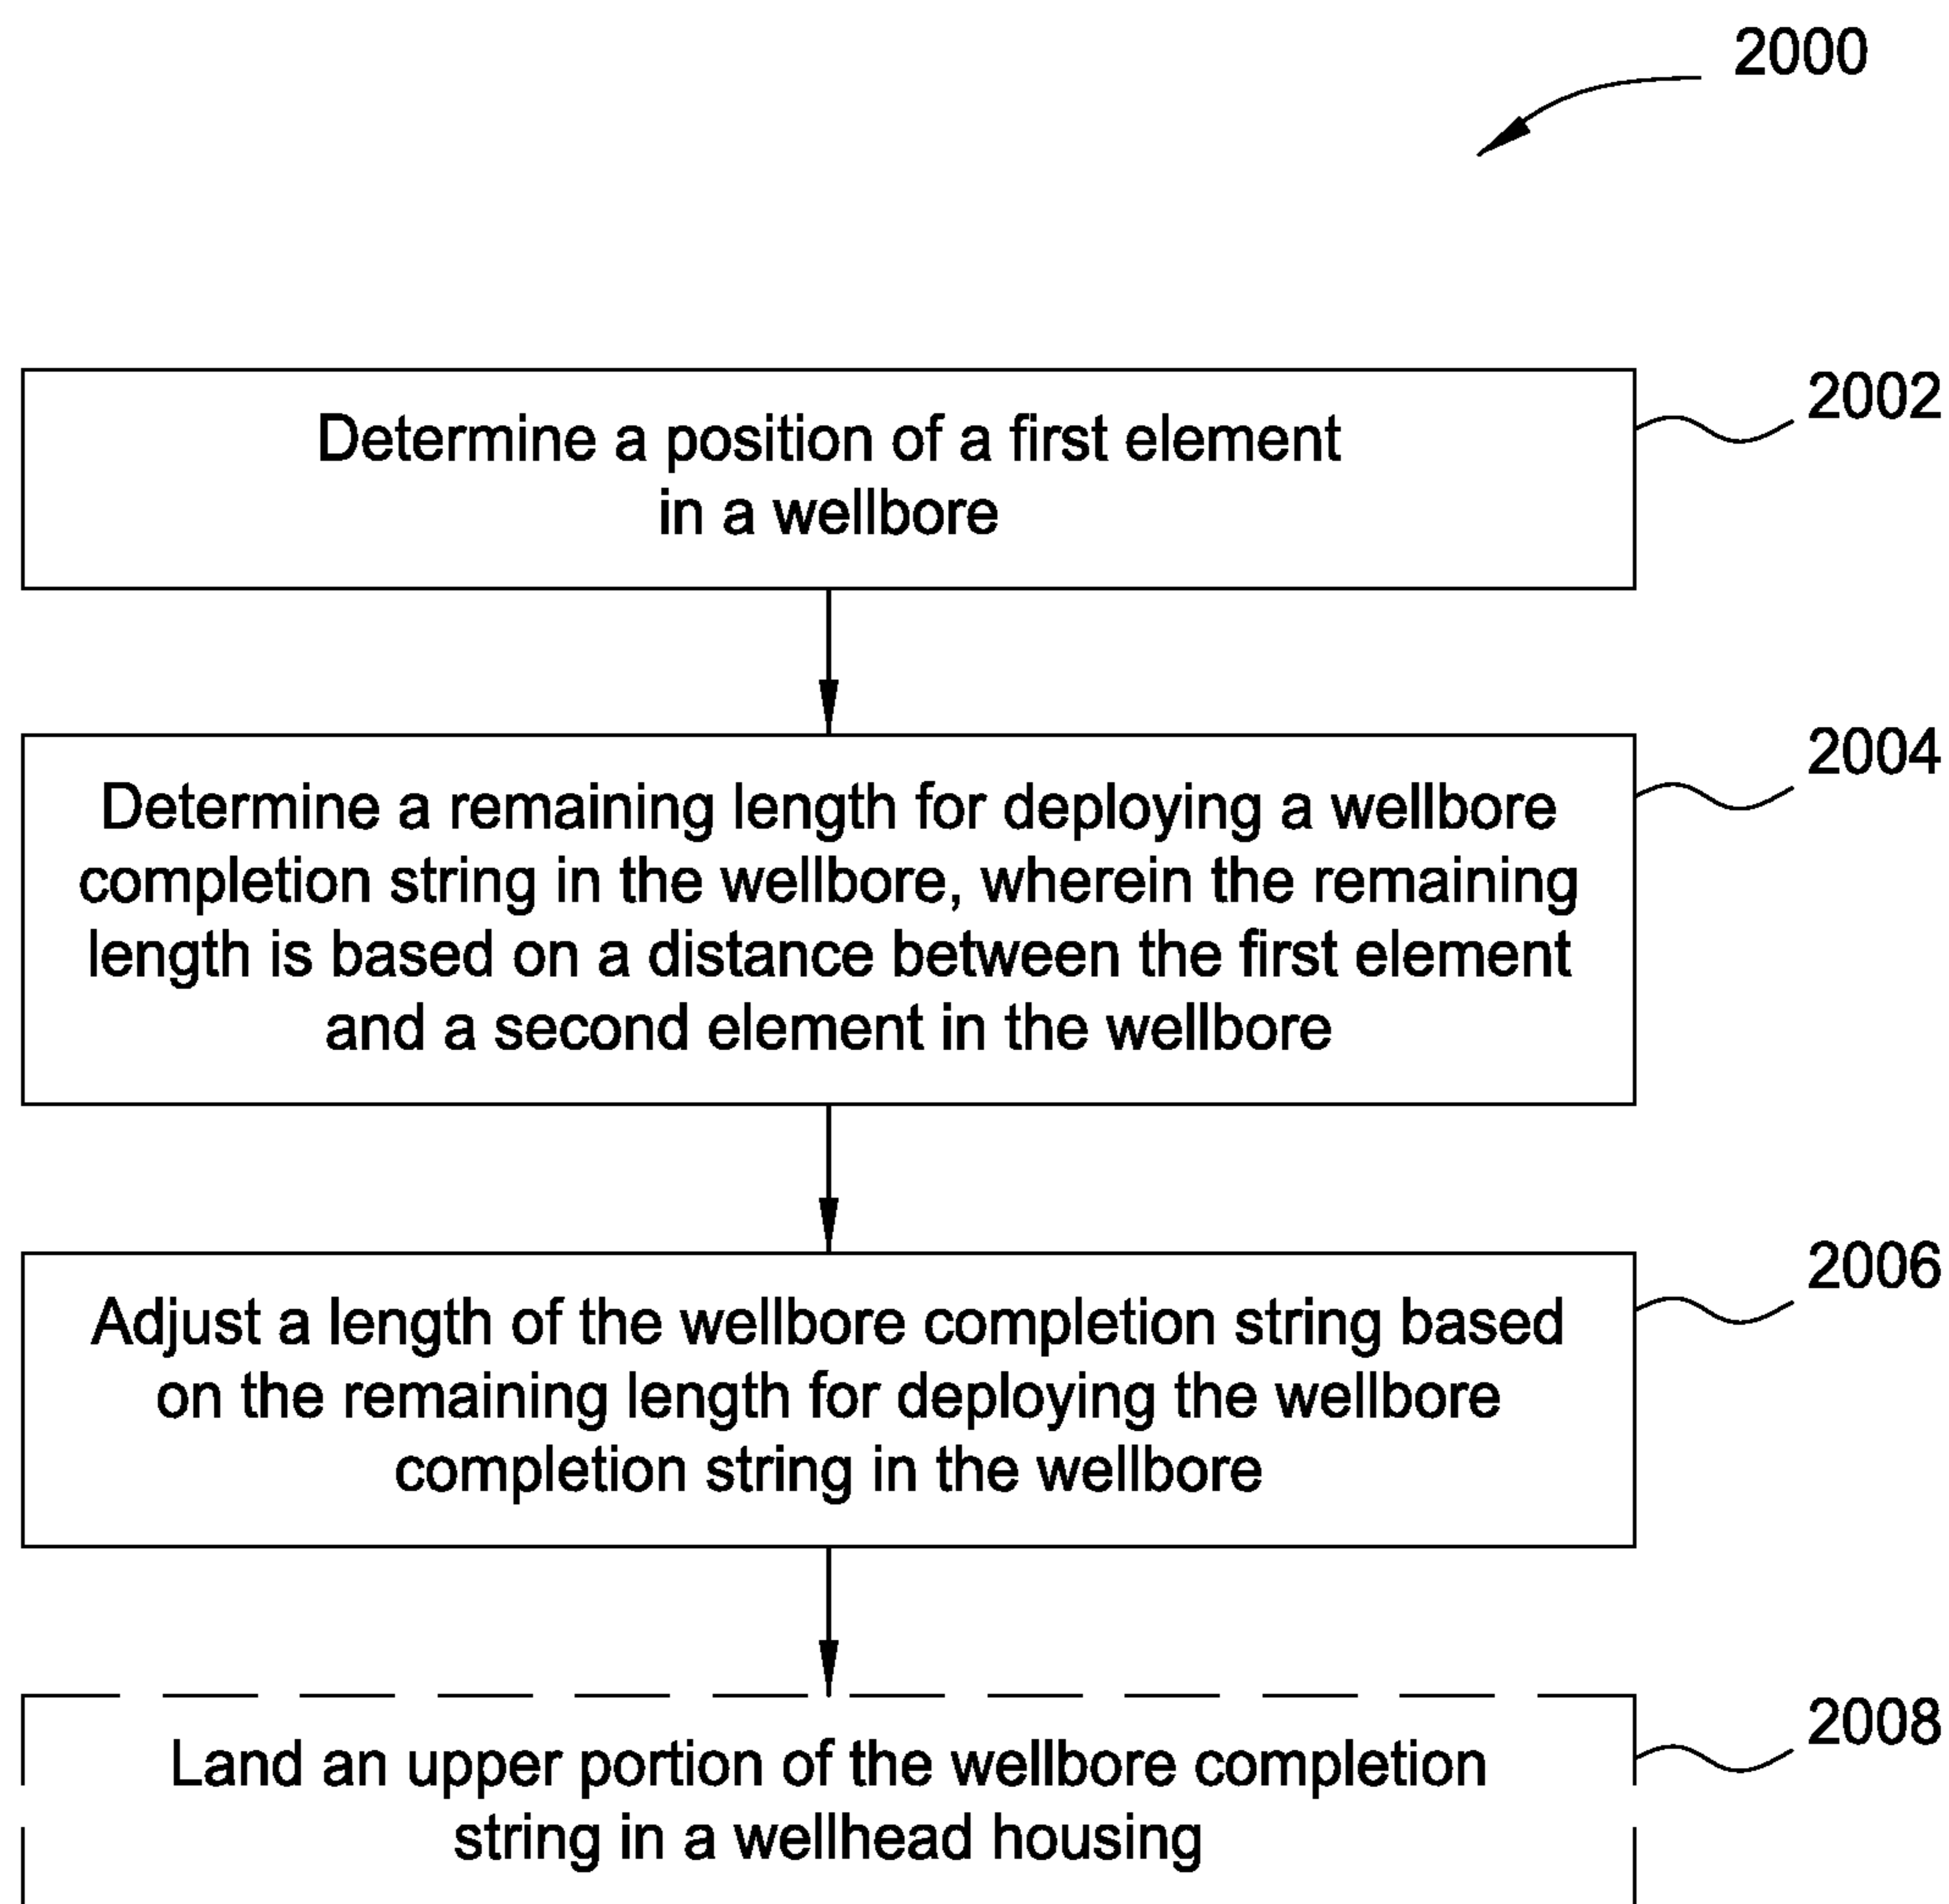 2000
Determine a position of a first element
in a wellbore
2002
Determine a remaining length for deploying a wellbore
completion string in the wellbore, wherein the remaining
length is based on a distance between the first element
and a second element in the wellbore
2004
Adjust a length of the wellbore completion string based
on the remaining length for deploying the wellbore
completion string in the wellbore
2006
Land an upper portion of the wellbore completion
string in a wellhead housing
2008